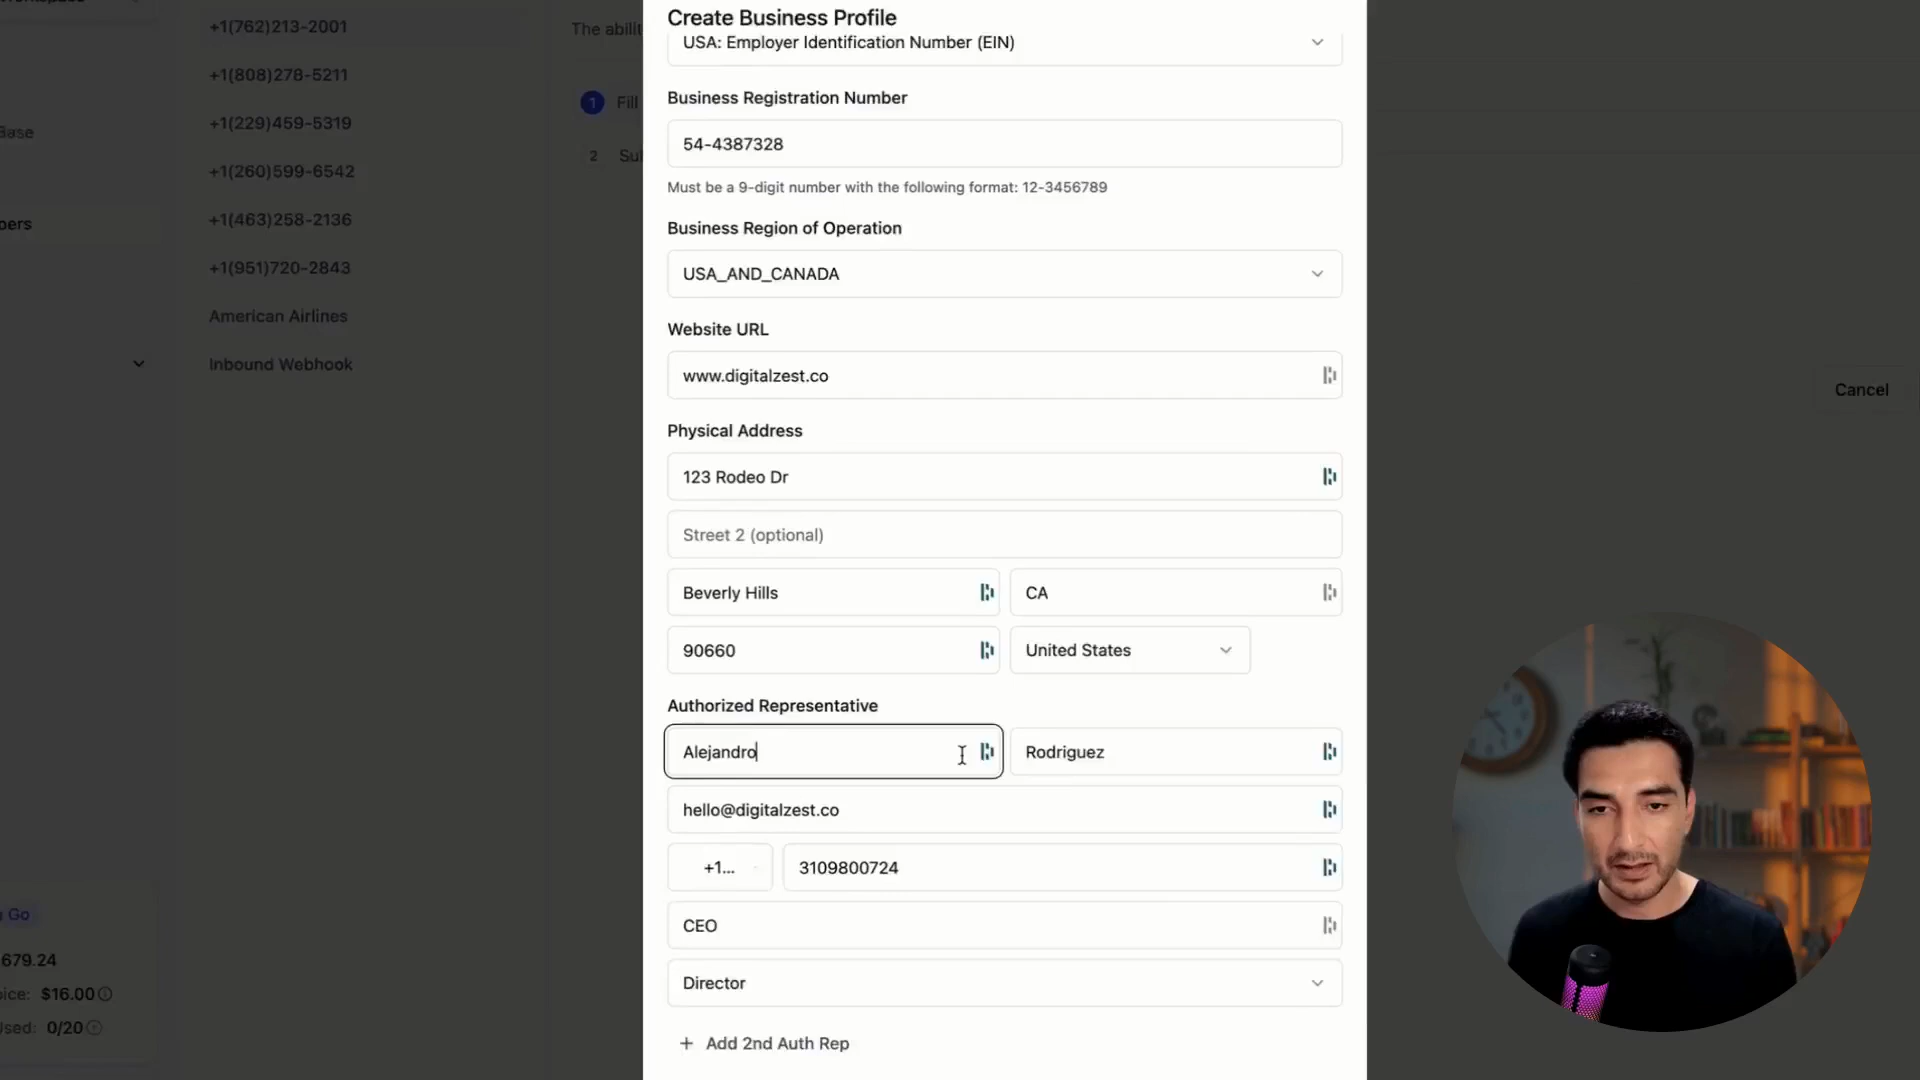 Create Business Profile
USA: Employer Identification Number (EIN)
Business Registration Number
54-4387328
Must be a 9-digit number with the following format: 12-3456789
Business Region of Operation
USA_AND_CANADA
Website URL
www.digitalzest.co
Physical Address
123 Rodeo Dr
Street 2 (optional)
Beverly Hills
CA
90660
United States
Authorized Representative
Alejandro
Rodriguez
hello@digitalzest.co
+1...
3109800724
CEO
Director
+ Add 2nd Auth Rep
+1(762)213-2001
+1(808)278-5211
+1(229)459-5319
+1(260)599-6542
+1(463)258-2136
+1(951)720-2843
American Airlines
Inbound Webhook
The abilit
1 Fill
2 Sul
Cancel
Base
bers
Go
679.24
oice: $16.00
Used: 0/20